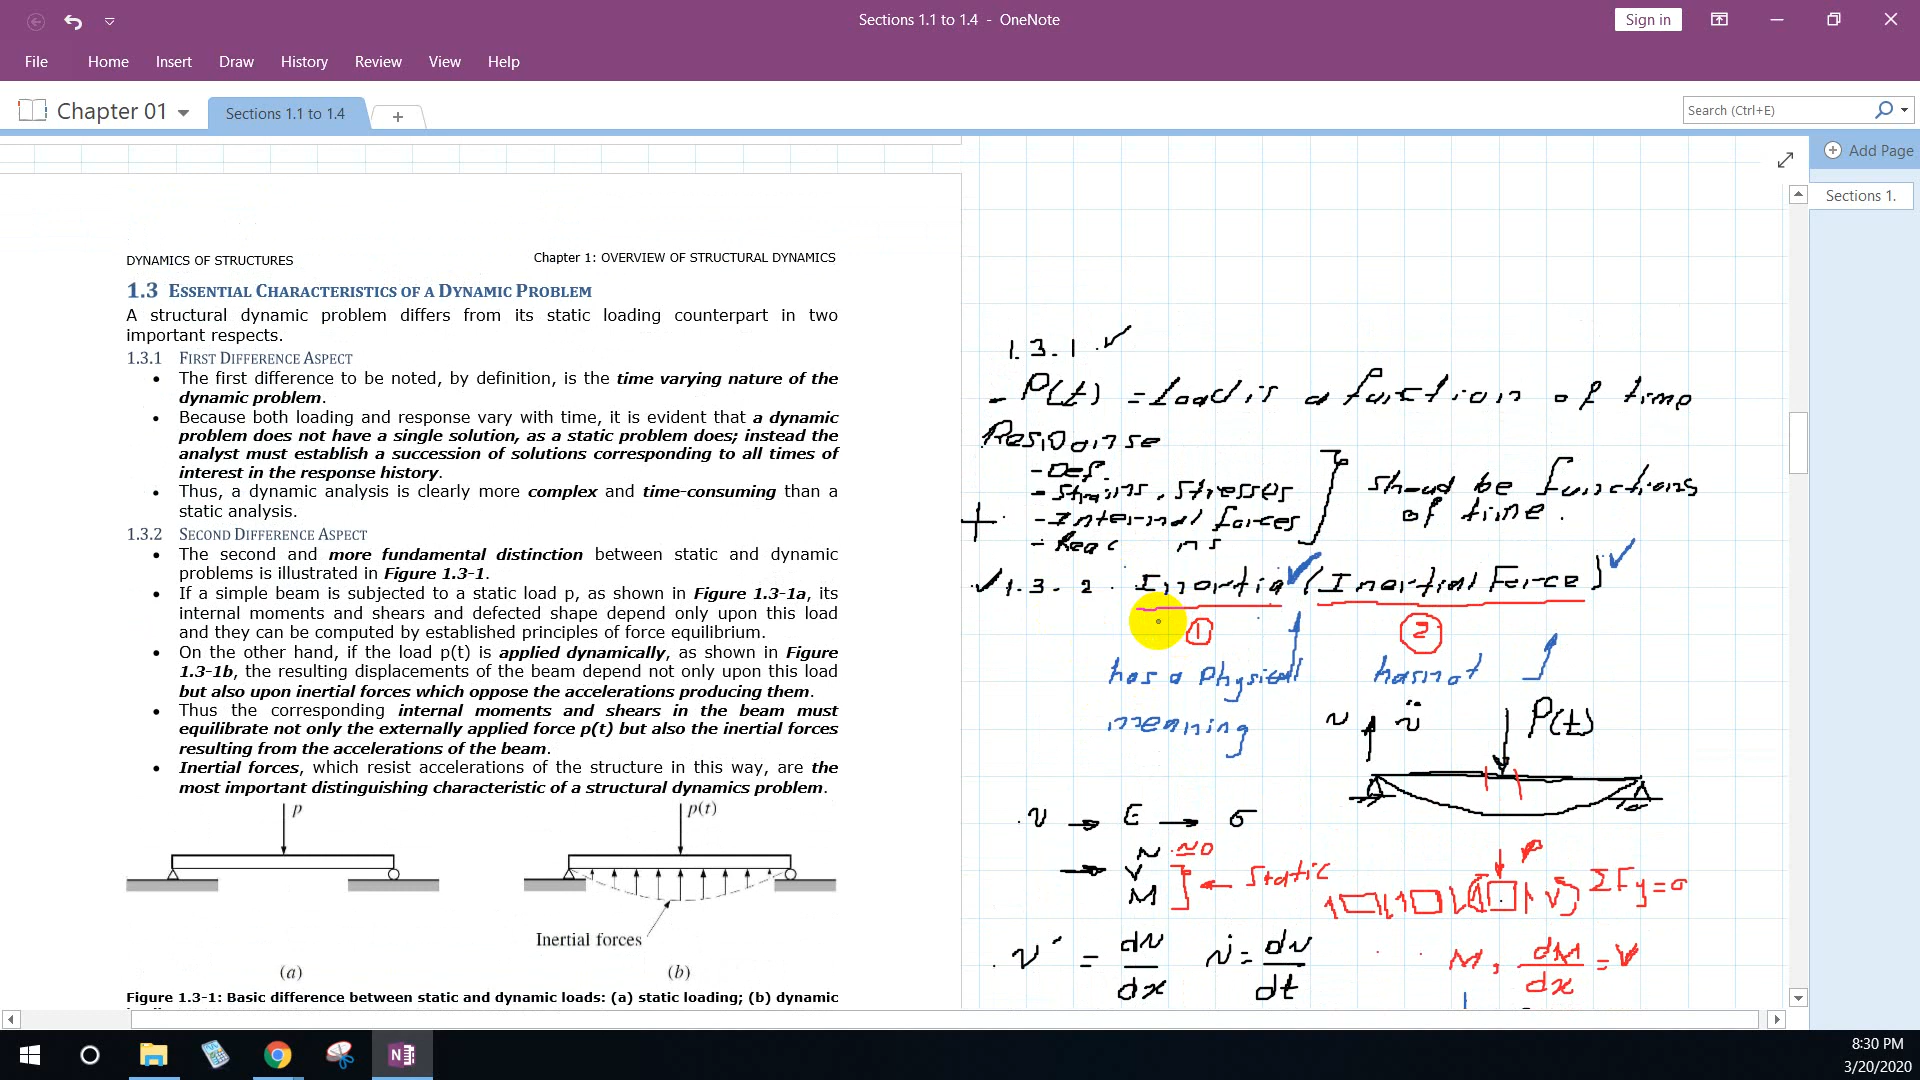 Sections 1.1 to 1.4 - OneNote
Sign in
File Home Insert Draw History Review View Help
Chapter 01
Sections 1.1 to 1.4
+
Search (Ctrl+E)
Add Page
Sections 1.
DYNAMICS OF STRUCTURES
Chapter 1: OVERVIEW OF STRUCTURAL DYNAMICS
1.3 ESSENTIAL CHARACTERISTICS OF A DYNAMIC PROBLEM
A structural dynamic problem differs from its static loading counterpart in two
important respects.
1.3.1 FIRST DIFFERENCE ASPECT
• The first difference to be noted, by definition, is the time varying nature of the
dynamic problem.
• Because both loading and response vary with time, it is evident that a dynamic
problem does not have a single solution, as a static problem does; instead the
analyst must establish a succession of solutions corresponding to all times of
interest in the response history.
• Thus, a dynamic analysis is clearly more complex and time-consuming than a
static analysis.
1.3.2 SECOND DIFFERENCE ASPECT
• The second and more fundamental distinction between static and dynamic
problems is illustrated in Figure 1.3-1.
• If a simple beam is subjected to a static load p, as shown in Figure 1.3-1a, its
internal moments and shears and defected shape depend only upon this load
and they can be computed by established principles of force equilibrium.
• On the other hand, if the load p(t) is applied dynamically, as shown in Figure
1.3-1b, the resulting displacements of the beam depend not only upon this load
but also upon inertial forces which oppose the accelerations producing them.
• Thus the corresponding internal moments and shears in the beam must
equilibrate not only the externally applied force p(t) but also the inertial forces
resulting from the accelerations of the beam.
• Inertial forces, which resist accelerations of the structure in this way, are the
most important distinguishing characteristic of a structural dynamics problem.
p
p(t)
Inertial forces
(a)
(b)
Figure 1.3-1: Basic difference between static and dynamic loads: (a) static loading; (b) dynamic
1.3.1
- P(t) = load is a function of time
Response
- Def.
- Strains, stresses
- Internal forces
should be functions
of time.
1.3.2 Inertia (Inertial Force)
1
2
has a Physical
meaning
has not
v v̈
P(t)
v → ε → σ
N NO
→ V
M
← static
P
ΣFy = 0
v' = dv/dx
v̇ = dv/dt
M, dM/dx = V
8:30 PM
3/20/2020